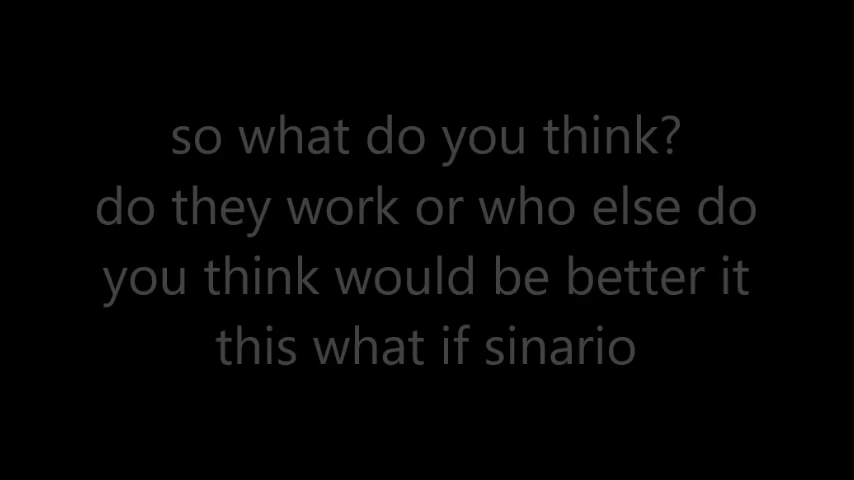 so what do you think?
do they work or who else do
you think would be better it
this what if sinario